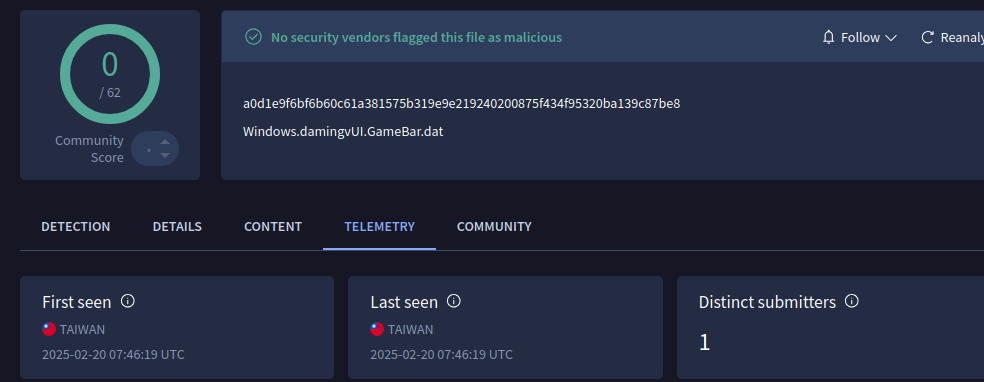 0
/ 62
Community
Score
No security vendors flagged this file as malicious
Follow
Reanaly
a0d1e9f6bf6b60c61a381575b319e9e219240200875f434f95320ba139c87be8
Windows.damingvUI.GameBar.dat
DETECTION DETAILS CONTENT TELEMETRY COMMUNITY
First seen
TAIWAN
2025-02-20 07:46:19 UTC
Last seen
TAIWAN
2025-02-20 07:46:19 UTC
Distinct submitters
1